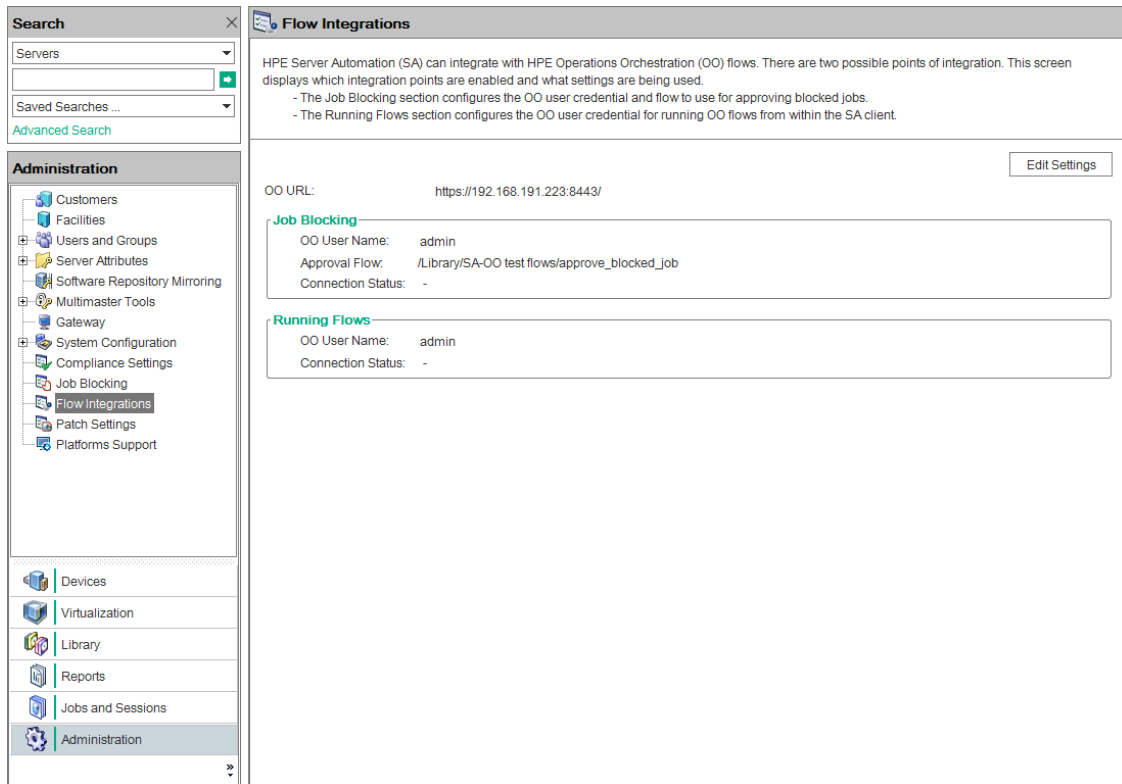 Search
Servers
Saved Searches ...
Advanced Search
Administration
Customers
Facilities
Users and Groups
Server Attributes
Software Repository Mirroring
Multimaster Tools
Gateway
System Configuration
Compliance Settings
Job Blocking
Flow Integrations
Patch Settings
Platforms Support
Devices
Virtualization
Library
Reports
Jobs and Sessions
Administration
Flow Integrations
HPE Server Automation (SA) can integrate with HPE Operations Orchestration (OO) flows. There are two possible points of integration. This screen
displays which integration points are enabled and what settings are being used.
- The Job Blocking section configures the OO user credential and flow to use for approving blocked jobs.
- The Running Flows section configures the OO user credential for running OO flows from within the SA client.
Edit Settings
OO URL: https://192.168.191.223:8443/
Job Blocking
OO User Name: admin
Approval Flow: /Library/SA-OO test flows/approve_blocked_job
Connection Status: -
Running Flows
OO User Name: admin
Connection Status: -